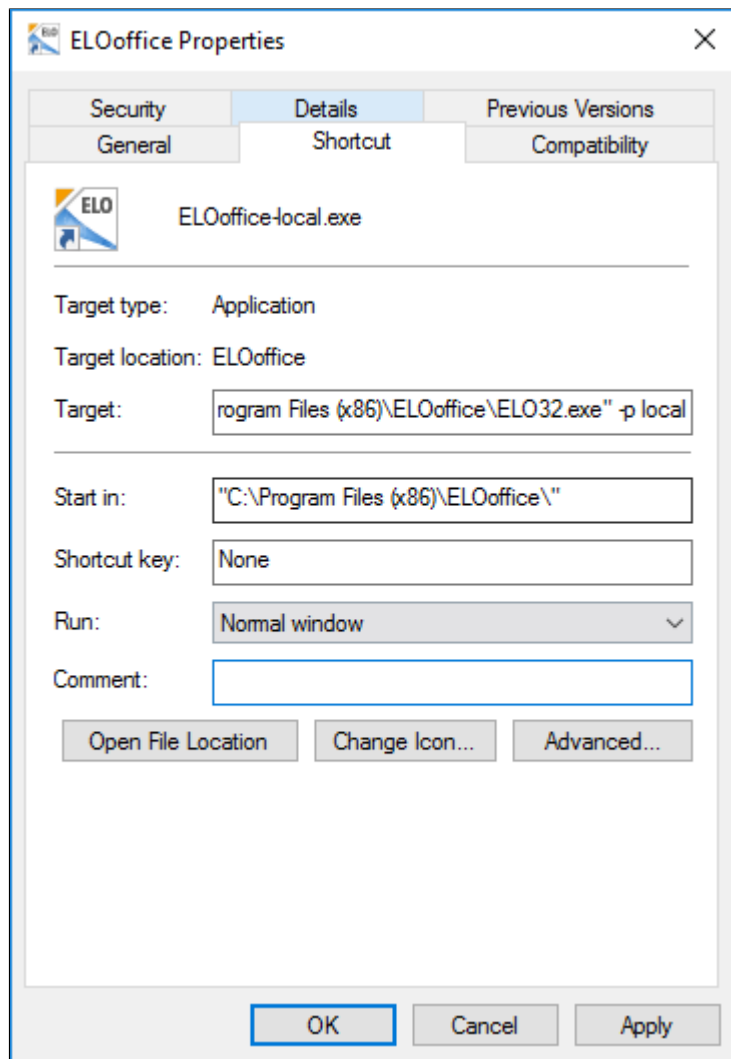 ELOoffice Properties
Security Details Previous Versions
General Shortcut Compatibility
ELO ELOoffice-local.exe
Target type: Application
Target location: ELOoffice
Target: rogram Files (x86)\ELOoffice\ELO32.exe" -p local
Start in: "C:\Program Files (x86)\ELOoffice\"
Shortcut key: None
Run: Normal window
Comment:
Open File Location Change Icon... Advanced...
OK Cancel Apply